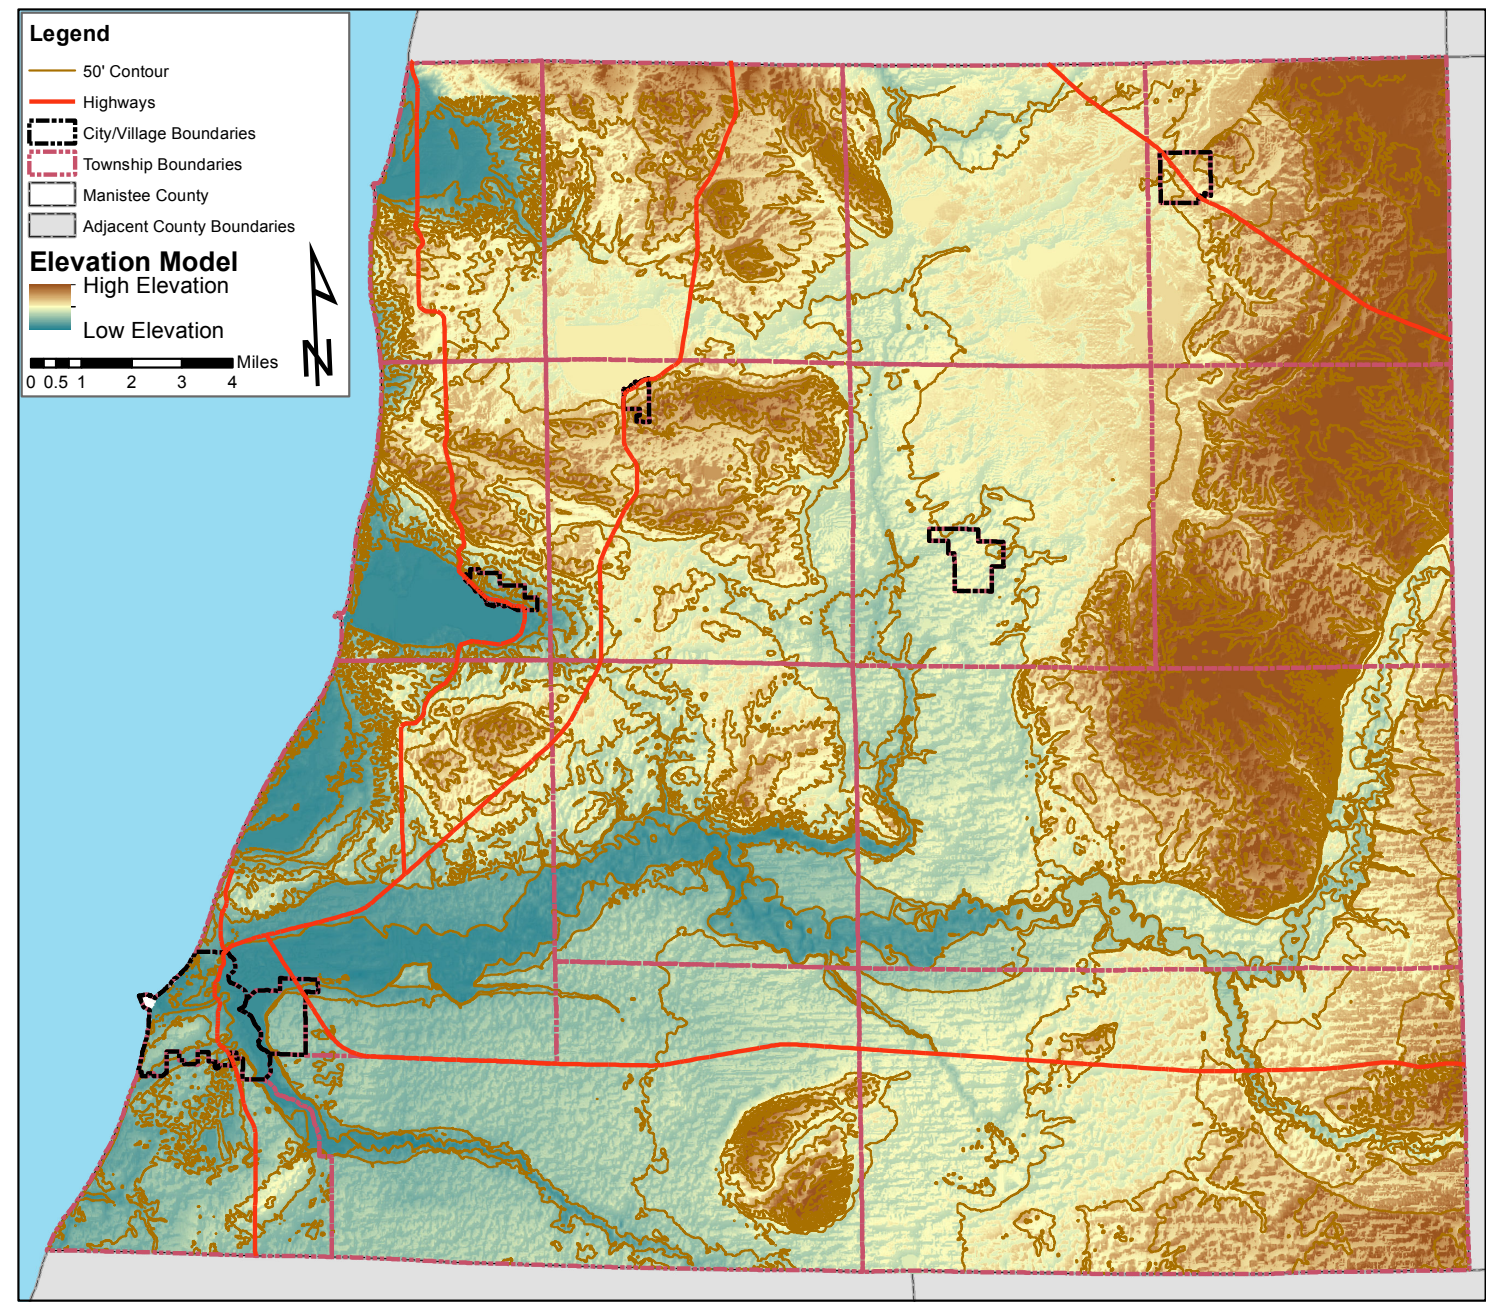 Legend
50' Contour
Highways
City/Village Boundaries
Township Boundaries
Manistee County
Adjacent County Boundaries
Elevation Model
High Elevation
Low Elevation
Miles
0 0.5 1 2 3 4
N